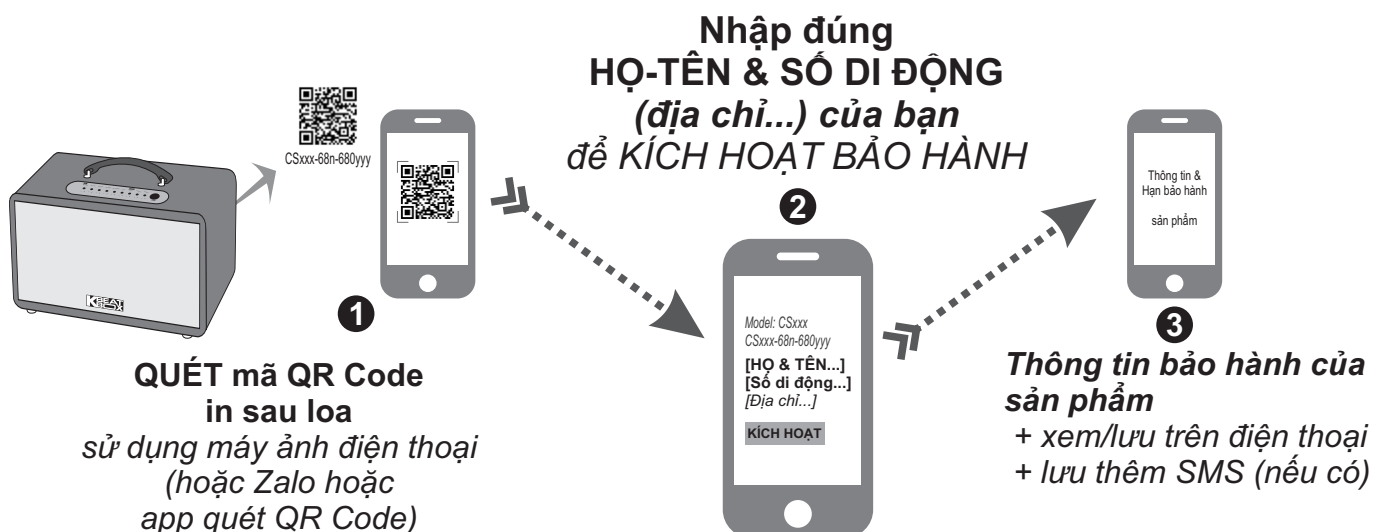 Nhập đúng
HỌ-TÊN & SỐ DI ĐỘNG
(địa chỉ...) của bạn
để KÍCH HOẠT BẢO HÀNH
CSxxx-68n-680yyy
KBEATBOX
1
QUÉT mã QR Code
in sau loa
sử dụng máy ảnh điện thoại
(hoặc Zalo hoặc
app quét QR Code)
2
Model: CSxxx
CSxxx-68n-680yyy
[HỌ & TÊN...]
[Số di động...]
[Địa chỉ...]
KÍCH HOẠT
Thông tin &
Hạn bảo hành
sản phẩm
3
Thông tin bảo hành của
sản phẩm
+ xem/lưu trên điện thoại
+ lưu thêm SMS (nếu có)